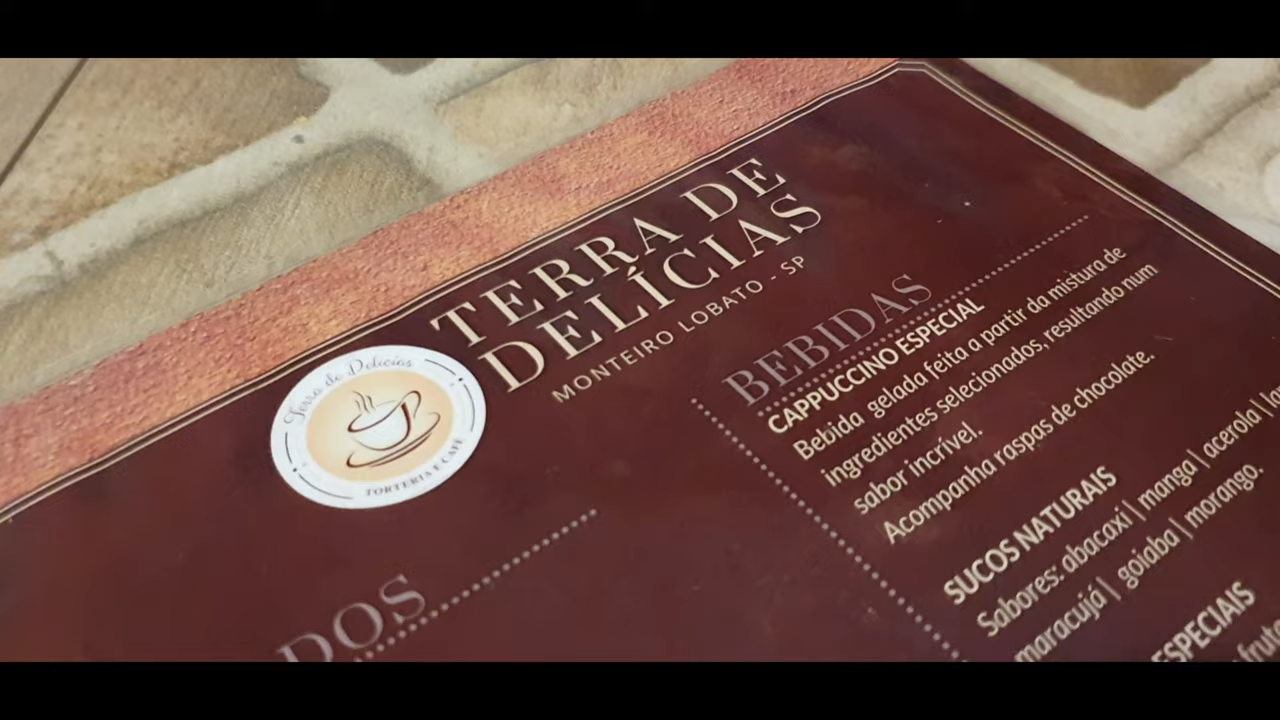 TERRA DE
DELÍCIAS
MONTEIRO LOBATO - SP
Terra de Delícias
TORTERIA E CAFÉ
BEBIDAS
CAPPUCCINO ESPECIAL
Bebida gelada feita a partir da mistura de
ingredientes selecionados, resultando num
sabor incrível.
Acompanha raspas de chocolate.
SUCOS NATURAIS
Sabores: abacaxi | manga | acerola |
maracujá | goiaba | morango.
ESPECIAIS